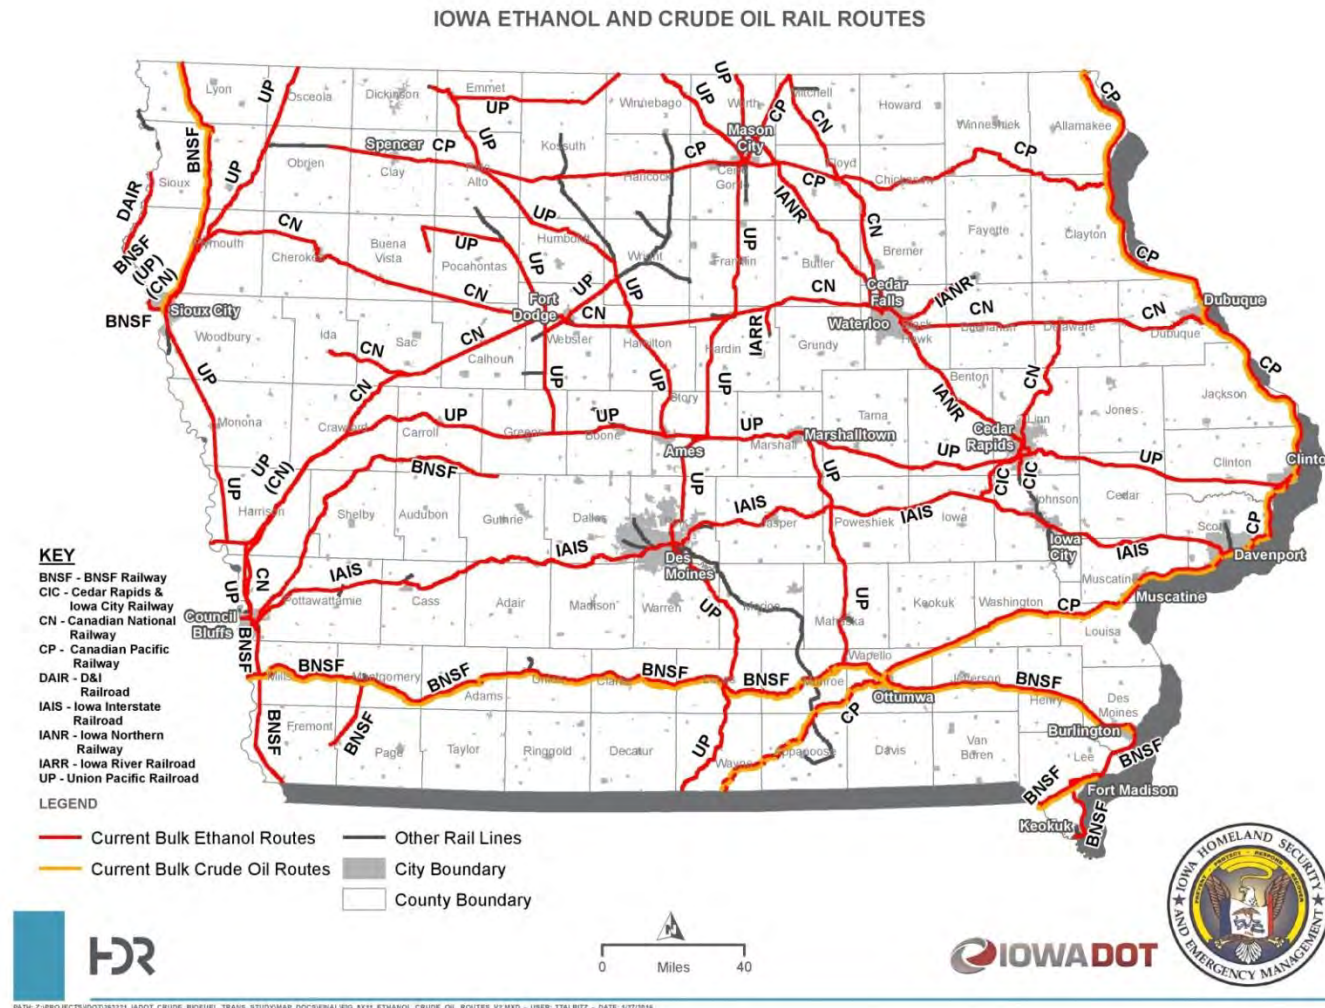 IOWA ETHANOL AND CRUDE OIL RAIL ROUTES
Lyon
Osceola
Dickinson
Emmet
Winnebago
Worth
Mitchell
Howard
Winneshiek
Allamakee
UP
UP
UP
UP
UP
CP
CN
CP
BNSF
UP
Sioux
Obrien
Spencer
Clay
CP
Palo
Alto
Kossuth
Hancock
CP
Mason
City
Cerro
Gordo
CP
Floyd
Chickasaw
CP
DAIR
UP
BNSF
(UP)
(CN)
Plymouth
CN
Cherokee
Buena
Vista
Pocahontas
UP
Humboldt
UP
UP
Wright
UP
UP
Franklin
UP
IANR
Butler
CN
Bremer
Fayette
Clayton
CP
Sioux City
BNSF
Woodbury
Ida
Sac
CN
CN
CN
CN
Calhoun
Fort
Dodge
CN
Webster
Hamilton
Hardin
IARR
CN
Grundy
Cedar
Falls
Waterloo
Black
Hawk
IANR
CN
Buchanan
Delaware
CN
Dubuque
Dubuque
CP
UP
Monona
Crawford
Carroll
UP
Greene
UP
Boone
UP
Story
UP
Ames
UP
Marshall
Marshalltown
Tama
IANR
Benton
CN
Linn
Cedar
Rapids
Jones
Jackson
UP
UP
Clinton
Clinton
UP
UP
(CN)
Harrison
BNSF
Shelby
Audubon
Guthrie
Dallas
UP
IAIS
Jasper
Poweshiek
IAIS
Iowa
CIC
CIC
Johnson
Cedar
Iowa
City
IAIS
Scott
CP
Davenport
UP
CN
IAIS
Pottawattamie
Cass
Adair
IAIS
Madison
Warren
Des
Moines
UP
Marion
UP
Mahaska
Keokuk
Washington
CP
Muscatine
Muscatine
Louisa
Council
Bluffs
BNSF
Mills
BNSF
Montgomery
BNSF
Adams
Union
BNSF
Clarke
BNSF
Lucas
BNSF
Monroe
Wapello
Ottumwa
Jefferson
BNSF
Henry
Des
Moines
Burlington
BNSF
Fremont
BNSF
Page
Taylor
Ringgold
Decatur
UP
Wayne
CP
Appanoose
Davis
Van
Buren
Lee
BNSF
BNSF
Fort Madison
Keokuk
BNSF
KEY
BNSF - BNSF Railway
CIC - Cedar Rapids &
Iowa City Railway
CN - Canadian National
Railway
CP - Canadian Pacific
Railway
DAIR - D&I
Railroad
IAIS - Iowa Interstate
Railroad
IANR - Iowa Northern
Railway
IARR - Iowa River Railroad
UP - Union Pacific Railroad
LEGEND
Current Bulk Ethanol Routes
Current Bulk Crude Oil Routes
Other Rail Lines
City Boundary
County Boundary
HDR
N
0
40
Miles
IOWADOT
IOWA HOMELAND SECURITY
AND EMERGENCY MANAGEMENT